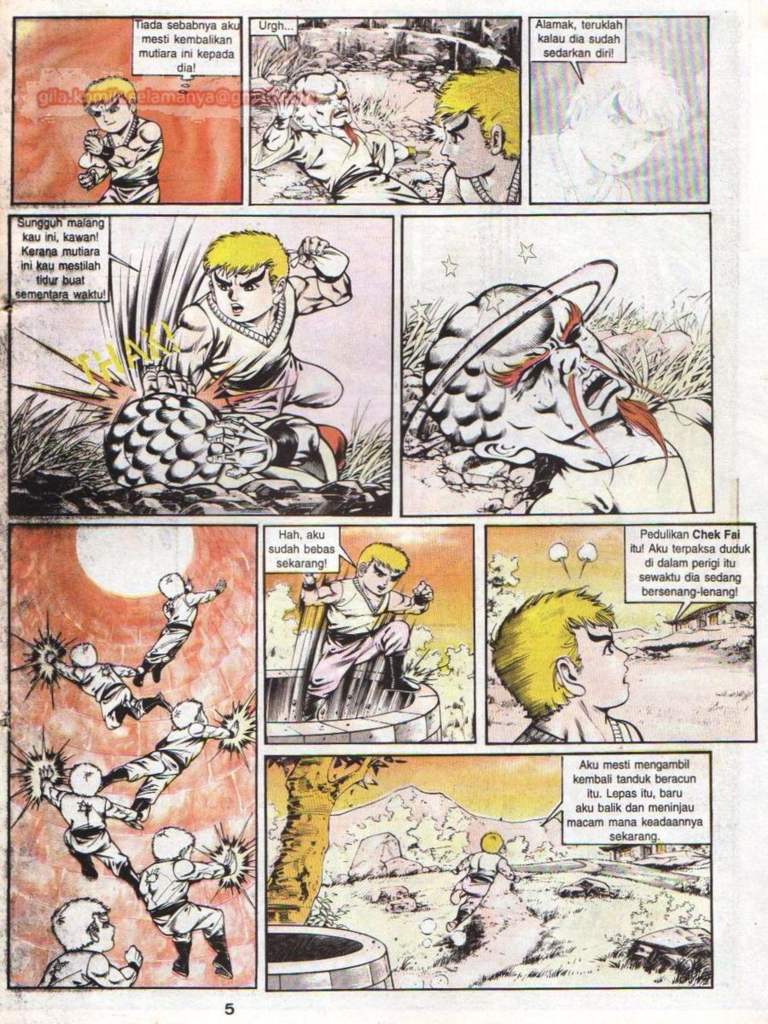 Tiada sebabnya aku
mesti kembalikan
mutiara ini kepada
dia!
Urgh...
Alamak, teruklah
kalau dia sudah
sedarkan diri!
Sungguh malang
kau ini, kawan!
Kerana mutiara
ini kau mestilah
tidur buat
sementara waktu!
THAK!
Hah, aku
sudah bebas
sekarang!
Pedulikan Chek Fai
itu! Aku terpaksa duduk
di dalam perigi itu
sewaktu dia sedang
bersenang-lenang!
Aku mesti mengambil
kembali tanduk beracun
itu. Lepas itu, baru
aku balik dan meninjau
macam mana keadaannya
sekarang.
5